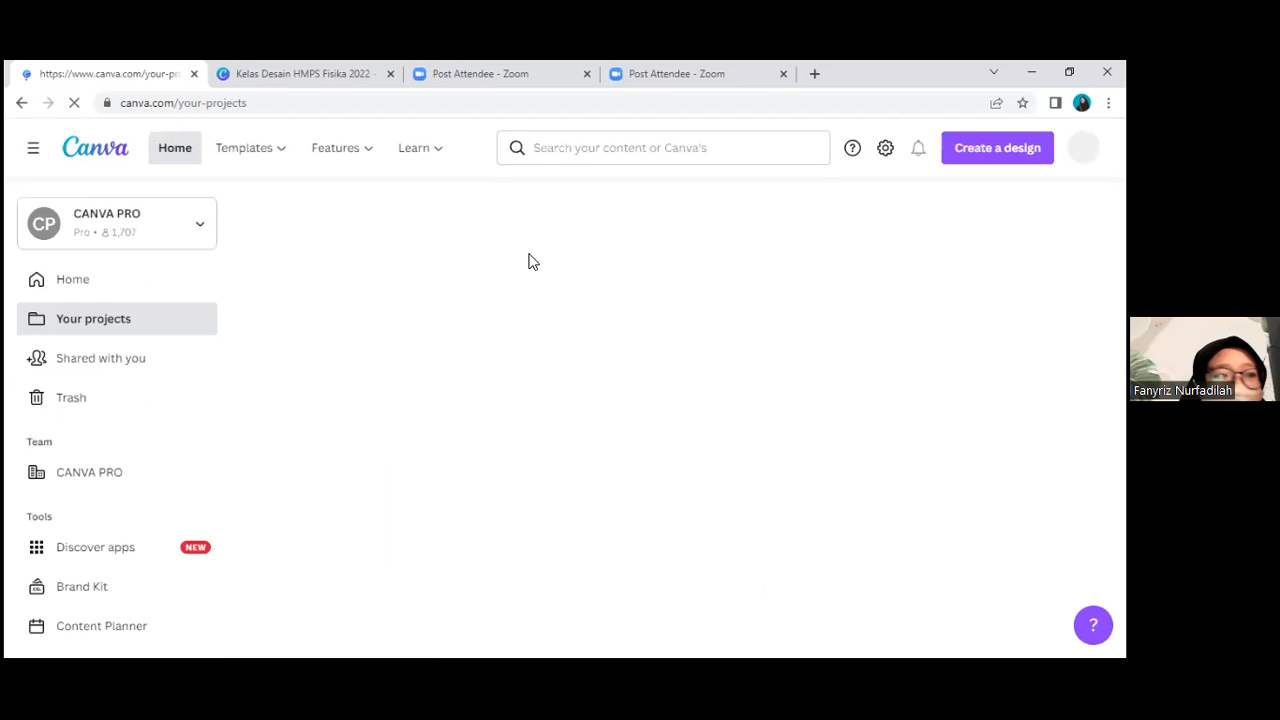 https://www.canva.com/your-pr
Kelas Desain HMPS Fisika 2022 -
Post Attendee - Zoom
Post Attendee - Zoom
canva.com/your-projects
Canva
Home
Templates
Features
Learn
Search your content or Canva's
Create a design
CP
CANVA PRO
Pro • 1,707
Home
Your projects
Shared with you
Trash
Team
CANVA PRO
Tools
Discover apps
NEW
Brand Kit
Content Planner
?
Fanyriz Nurfadilah